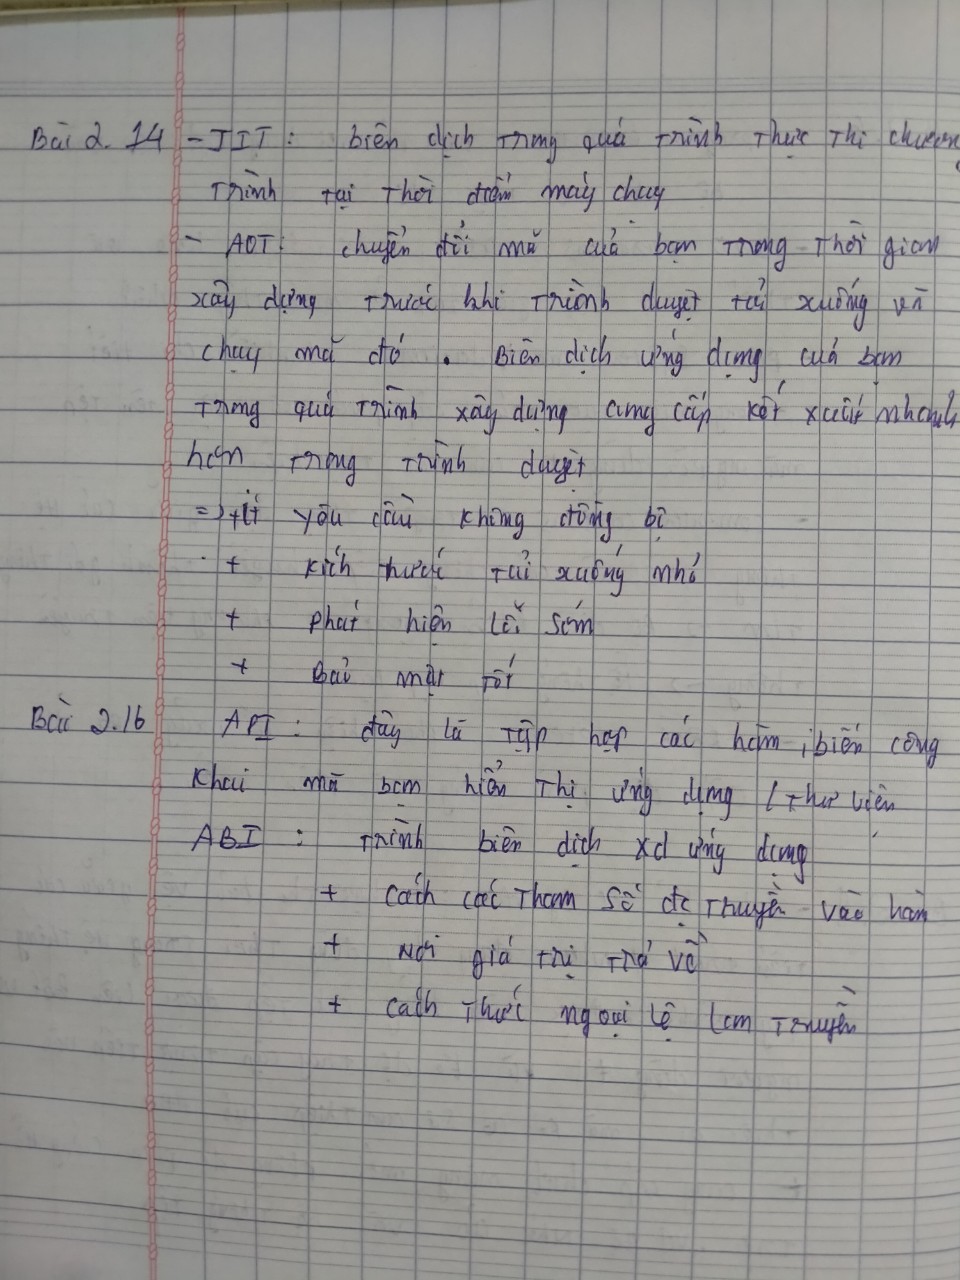 Bài 2.14 - JIT: biên dịch trong quá trình thực thi chương
trình tại thời điểm máy chạy
- AOT: chuyển đổi mã của bạn trong thời gian
xây dựng trước khi trình duyệt tải xuống và
chạy mã đó. Biên dịch ứng dụng của bạn
trong quá trình xây dựng cung cấp kết xuất nhanh
hơn trong trình duyệt
=> + ít yêu cầu không đồng bộ
+ kích thước tải xuống nhỏ
+ phát hiện lỗi sớm
+ Bảo mật tốt
Bài 2.16 API: đây là tập hợp các hàm, biến công
khai mà bạn hiển thị ứng dụng / thư viện
ABI: trình biên dịch xd ứng dụng
+ cách các tham số đc truyền vào hàm
+ Nơi giá trị trả về
+ cách thức ngoại lệ lan truyền